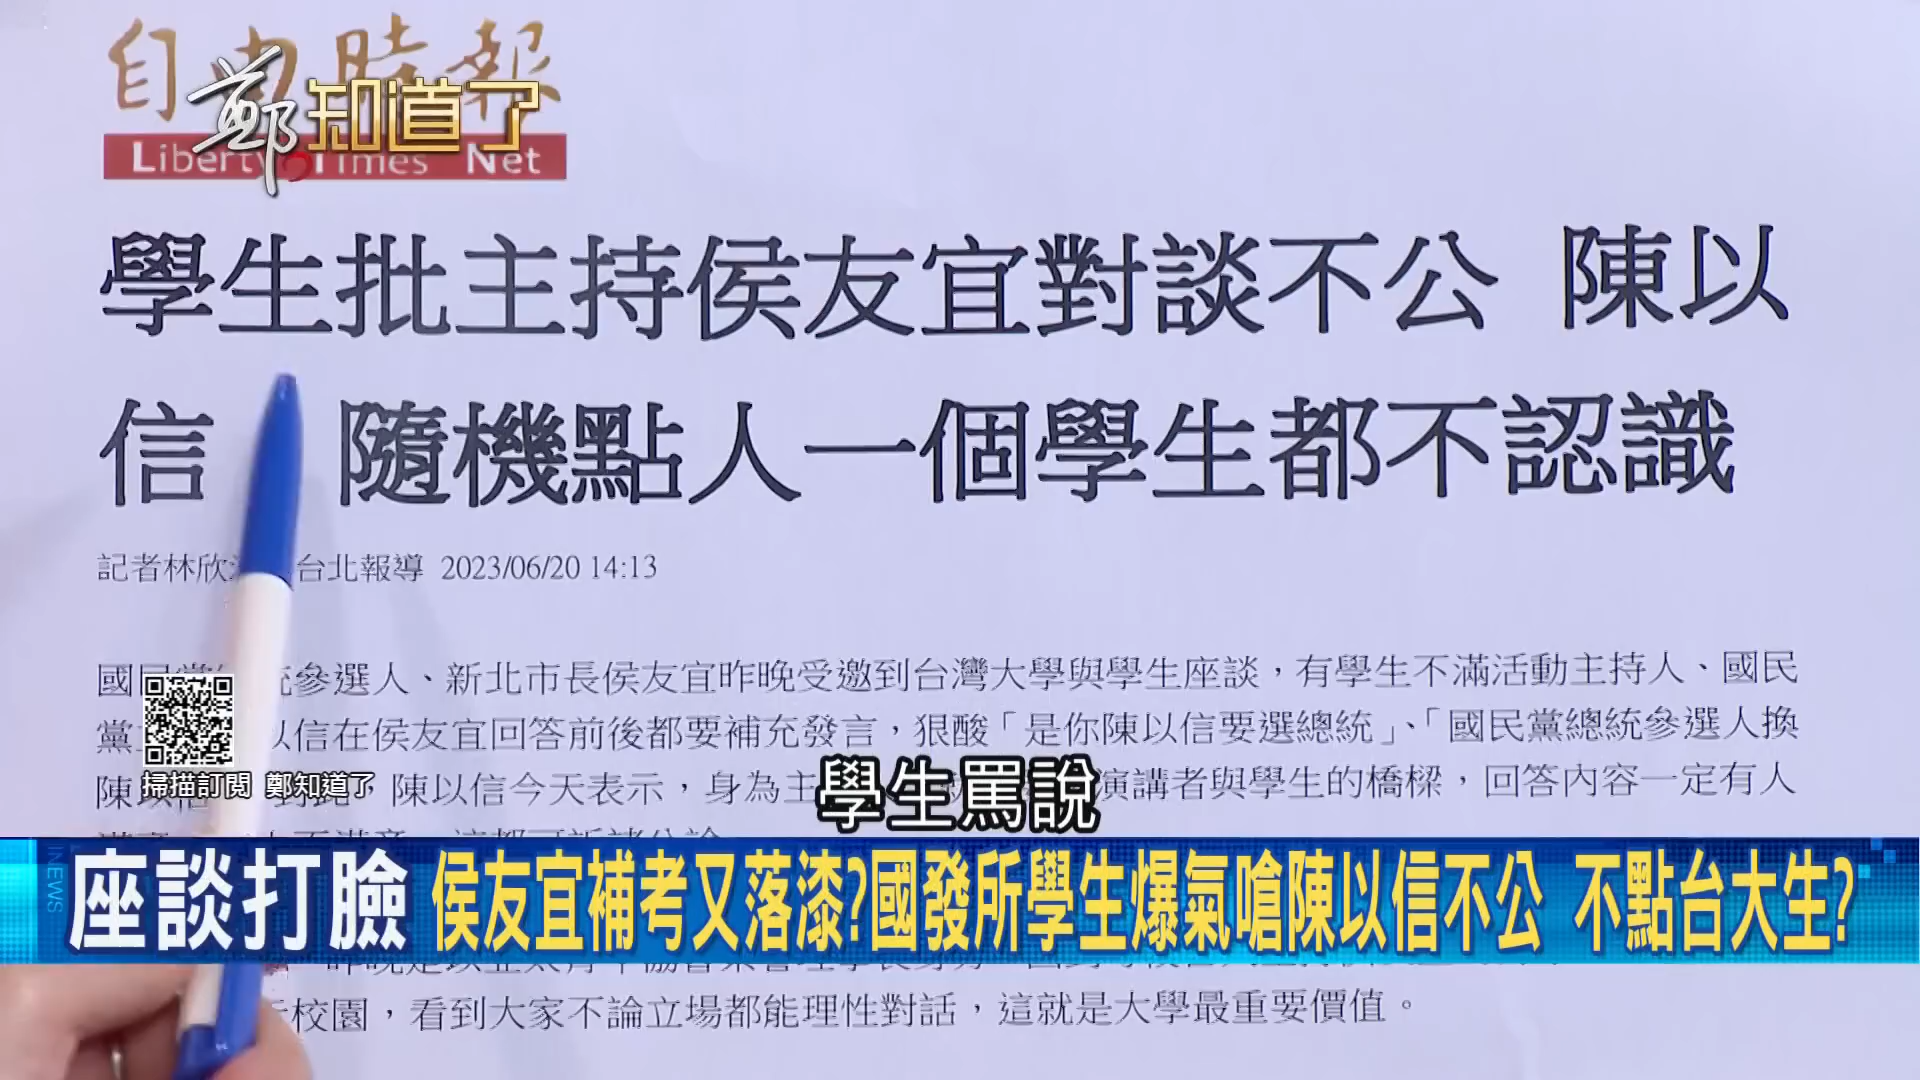 自由時報
鄭知道了
Liberty Times Net
學生批主持侯友宜對談不公 陳以
信 隨機點人一個學生都不認識
記者林欣 台北報導 2023/06/20 14:13
參選人、新北市長侯友宜昨晚受邀到台灣大學與學生座談，有學生不滿活動主持人、國民
以信在侯友宜回答前後都要補充發言，狠酸「是你陳以信要選總統」、「國民黨總統參選人換
陳以信今天表示，身為主 演講者與學生的橋樑，回答內容一定有人
掃描訂閱 鄭知道了
學生罵說
NEWS
座談打臉 侯友宜補考又落漆?國發所學生爆氣嗆陳以信不公 不點台大生?
校園，看到大家不論立場都能理性對話，這就是大學最重要價值。